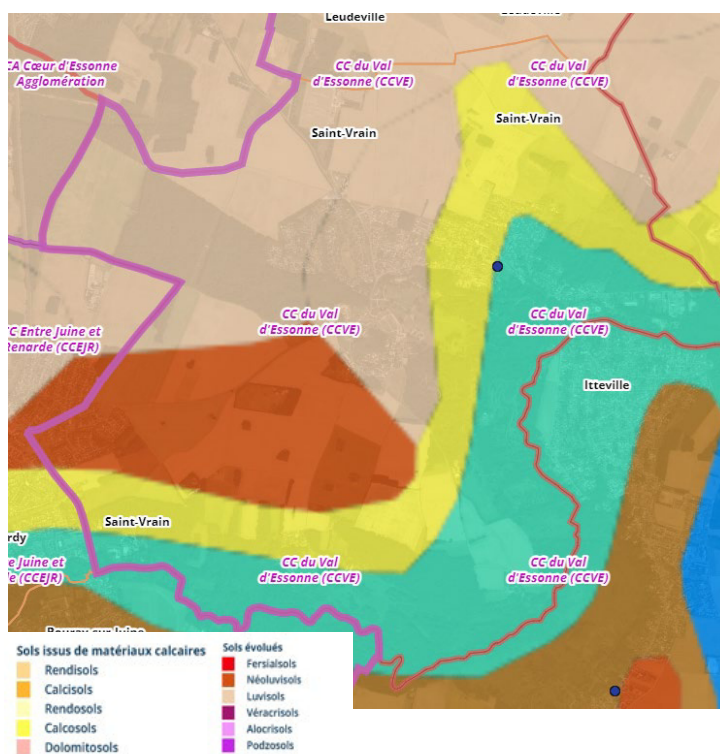 Leudeville
CA Cœur d'Essonne
Agglomération
CC du Val
d'Essonne (CCVE)
CC du Val
d'Essonne (CCVE)
Saint-Vrain
Saint-Vrain
CC Entre Juine et
Renarde (CCEJR)
CC du Val
d'Essonne (CCVE)
CC du Val
d'Essonne (CCVE)
Itteville
Saint-Vrain
rdy
e Juine et
le (CCEJR)
CC du Val
d'Essonne (CCVE)
CC du Val
d'Essonne (CCVE)
Sols issus de matériaux calcaires
Rendisols
Calcisols
Rendosols
Calcosols
Dolomitosols
Sols évolués
Fersialsols
Néoluvisols
Luvisols
Véracrisols
Alocrisols
Podzosols